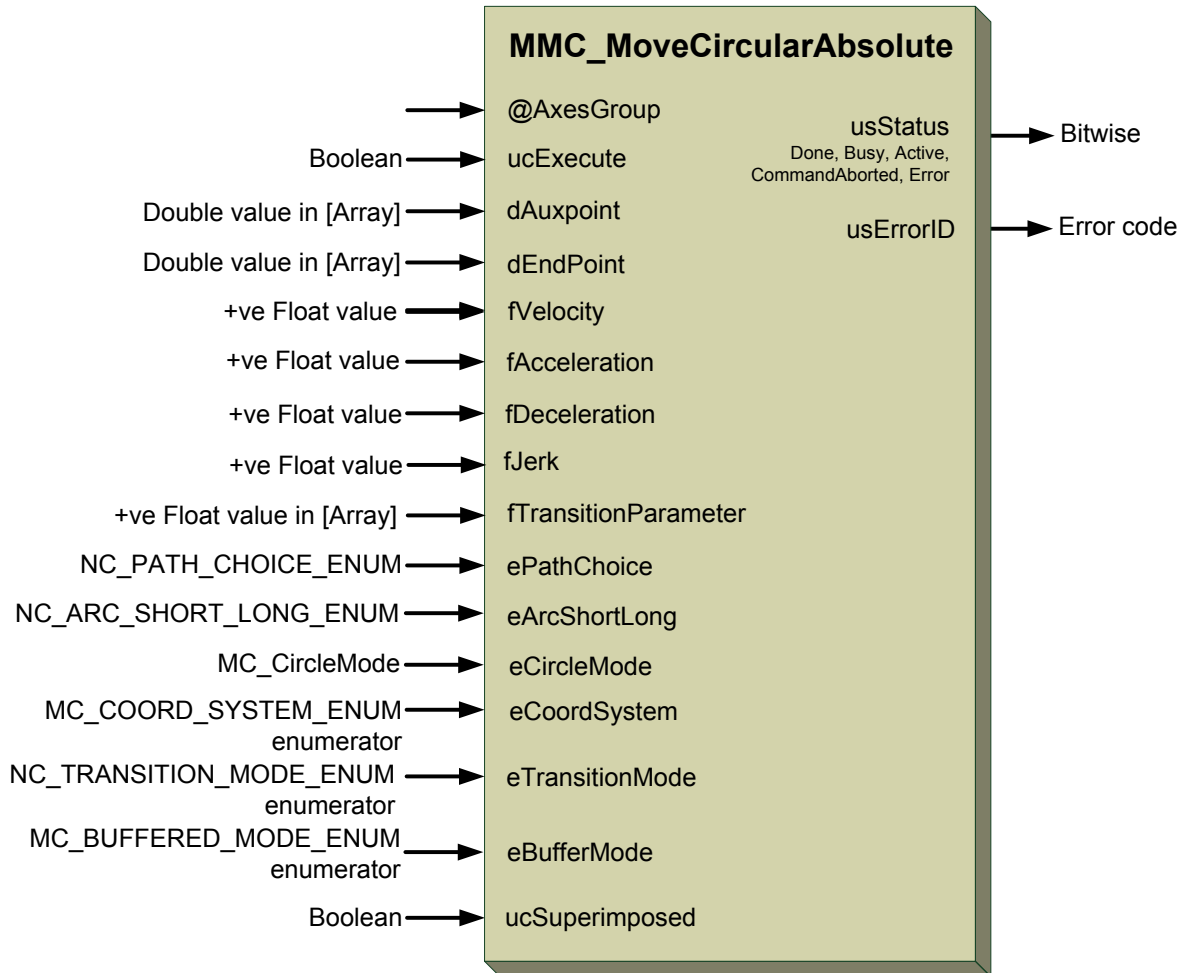 MMC_MoveCircularAbsolute
@AxesGroup
usStatus
Done, Busy, Active,
CommandAborted, Error
Bitwise
Boolean
ucExecute
Double value in [Array]
dAuxpoint
usErrorID
Error code
Double value in [Array]
dEndPoint
+ve Float value
fVelocity
+ve Float value
fAcceleration
+ve Float value
fDeceleration
+ve Float value
fJerk
+ve Float value in [Array]
fTransitionParameter
NC_PATH_CHOICE_ENUM
ePathChoice
NC_ARC_SHORT_LONG_ENUM
eArcShortLong
MC_CircleMode
eCircleMode
MC_COORD_SYSTEM_ENUM
enumerator
eCoordSystem
NC_TRANSITION_MODE_ENUM
enumerator
eTransitionMode
MC_BUFFERED_MODE_ENUM
enumerator
eBufferMode
Boolean
ucSuperimposed